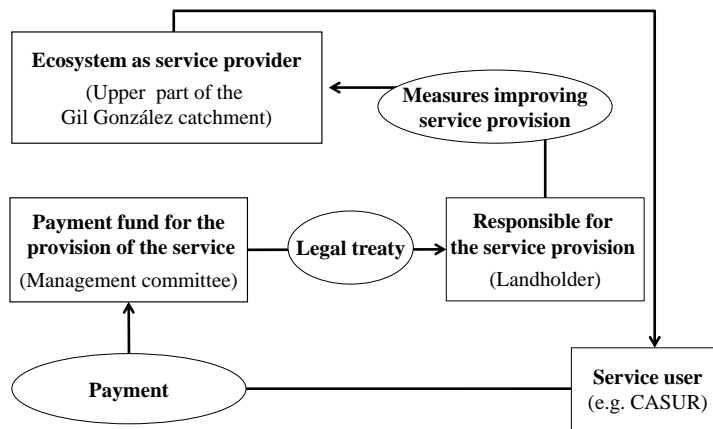 Ecosystem as service provider
(Upper part of the
Gil González catchment)
Measures improving
service provision
Payment fund for the
provision of the service
(Management committee)
Legal treaty
Responsible for
the service provision
(Landholder)
Payment
Service user
(e.g. CASUR)